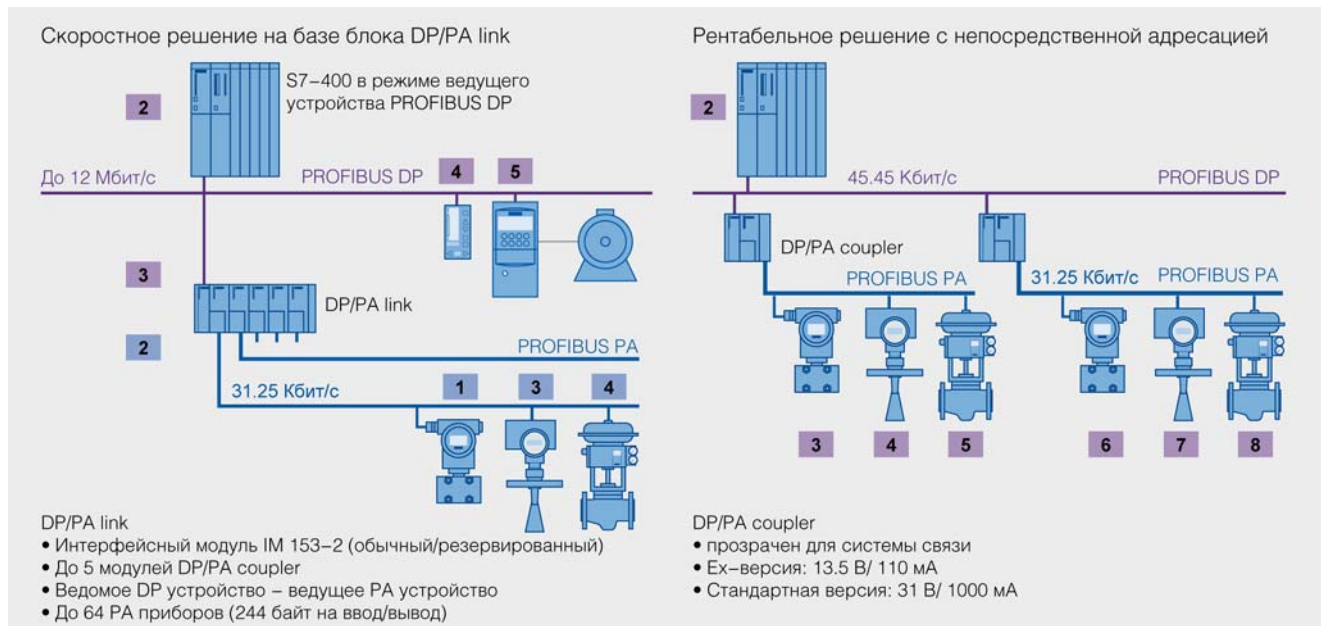 Скоростное решение на базе блока DP/PA link
S7-400 в режиме ведущего
устройства PROFIBUS DP
2
До 12 Мбит/с
PROFIBUS DP
4
5
3
DP/PA link
2
PROFIBUS PA
31.25 Кбит/с
1
3
4
DP/PA link
• Интерфейсный модуль IM 153-2 (обычный/резервированный)
• До 5 модулей DP/PA coupler
• Ведомое DP устройство - ведущее PA устройство
• До 64 PA приборов (244 байт на ввод/вывод)
Рентабельное решение с непосредственной адресацией
2
45.45 Кбит/с
PROFIBUS DP
DP/PA coupler
PROFIBUS PA
31.25 Кбит/с
PROFIBUS PA
3
4
5
6
7
8
DP/PA coupler
• прозрачен для системы связи
• Ex-версия: 13.5 В/ 110 мА
• Стандартная версия: 31 В/ 1000 мА